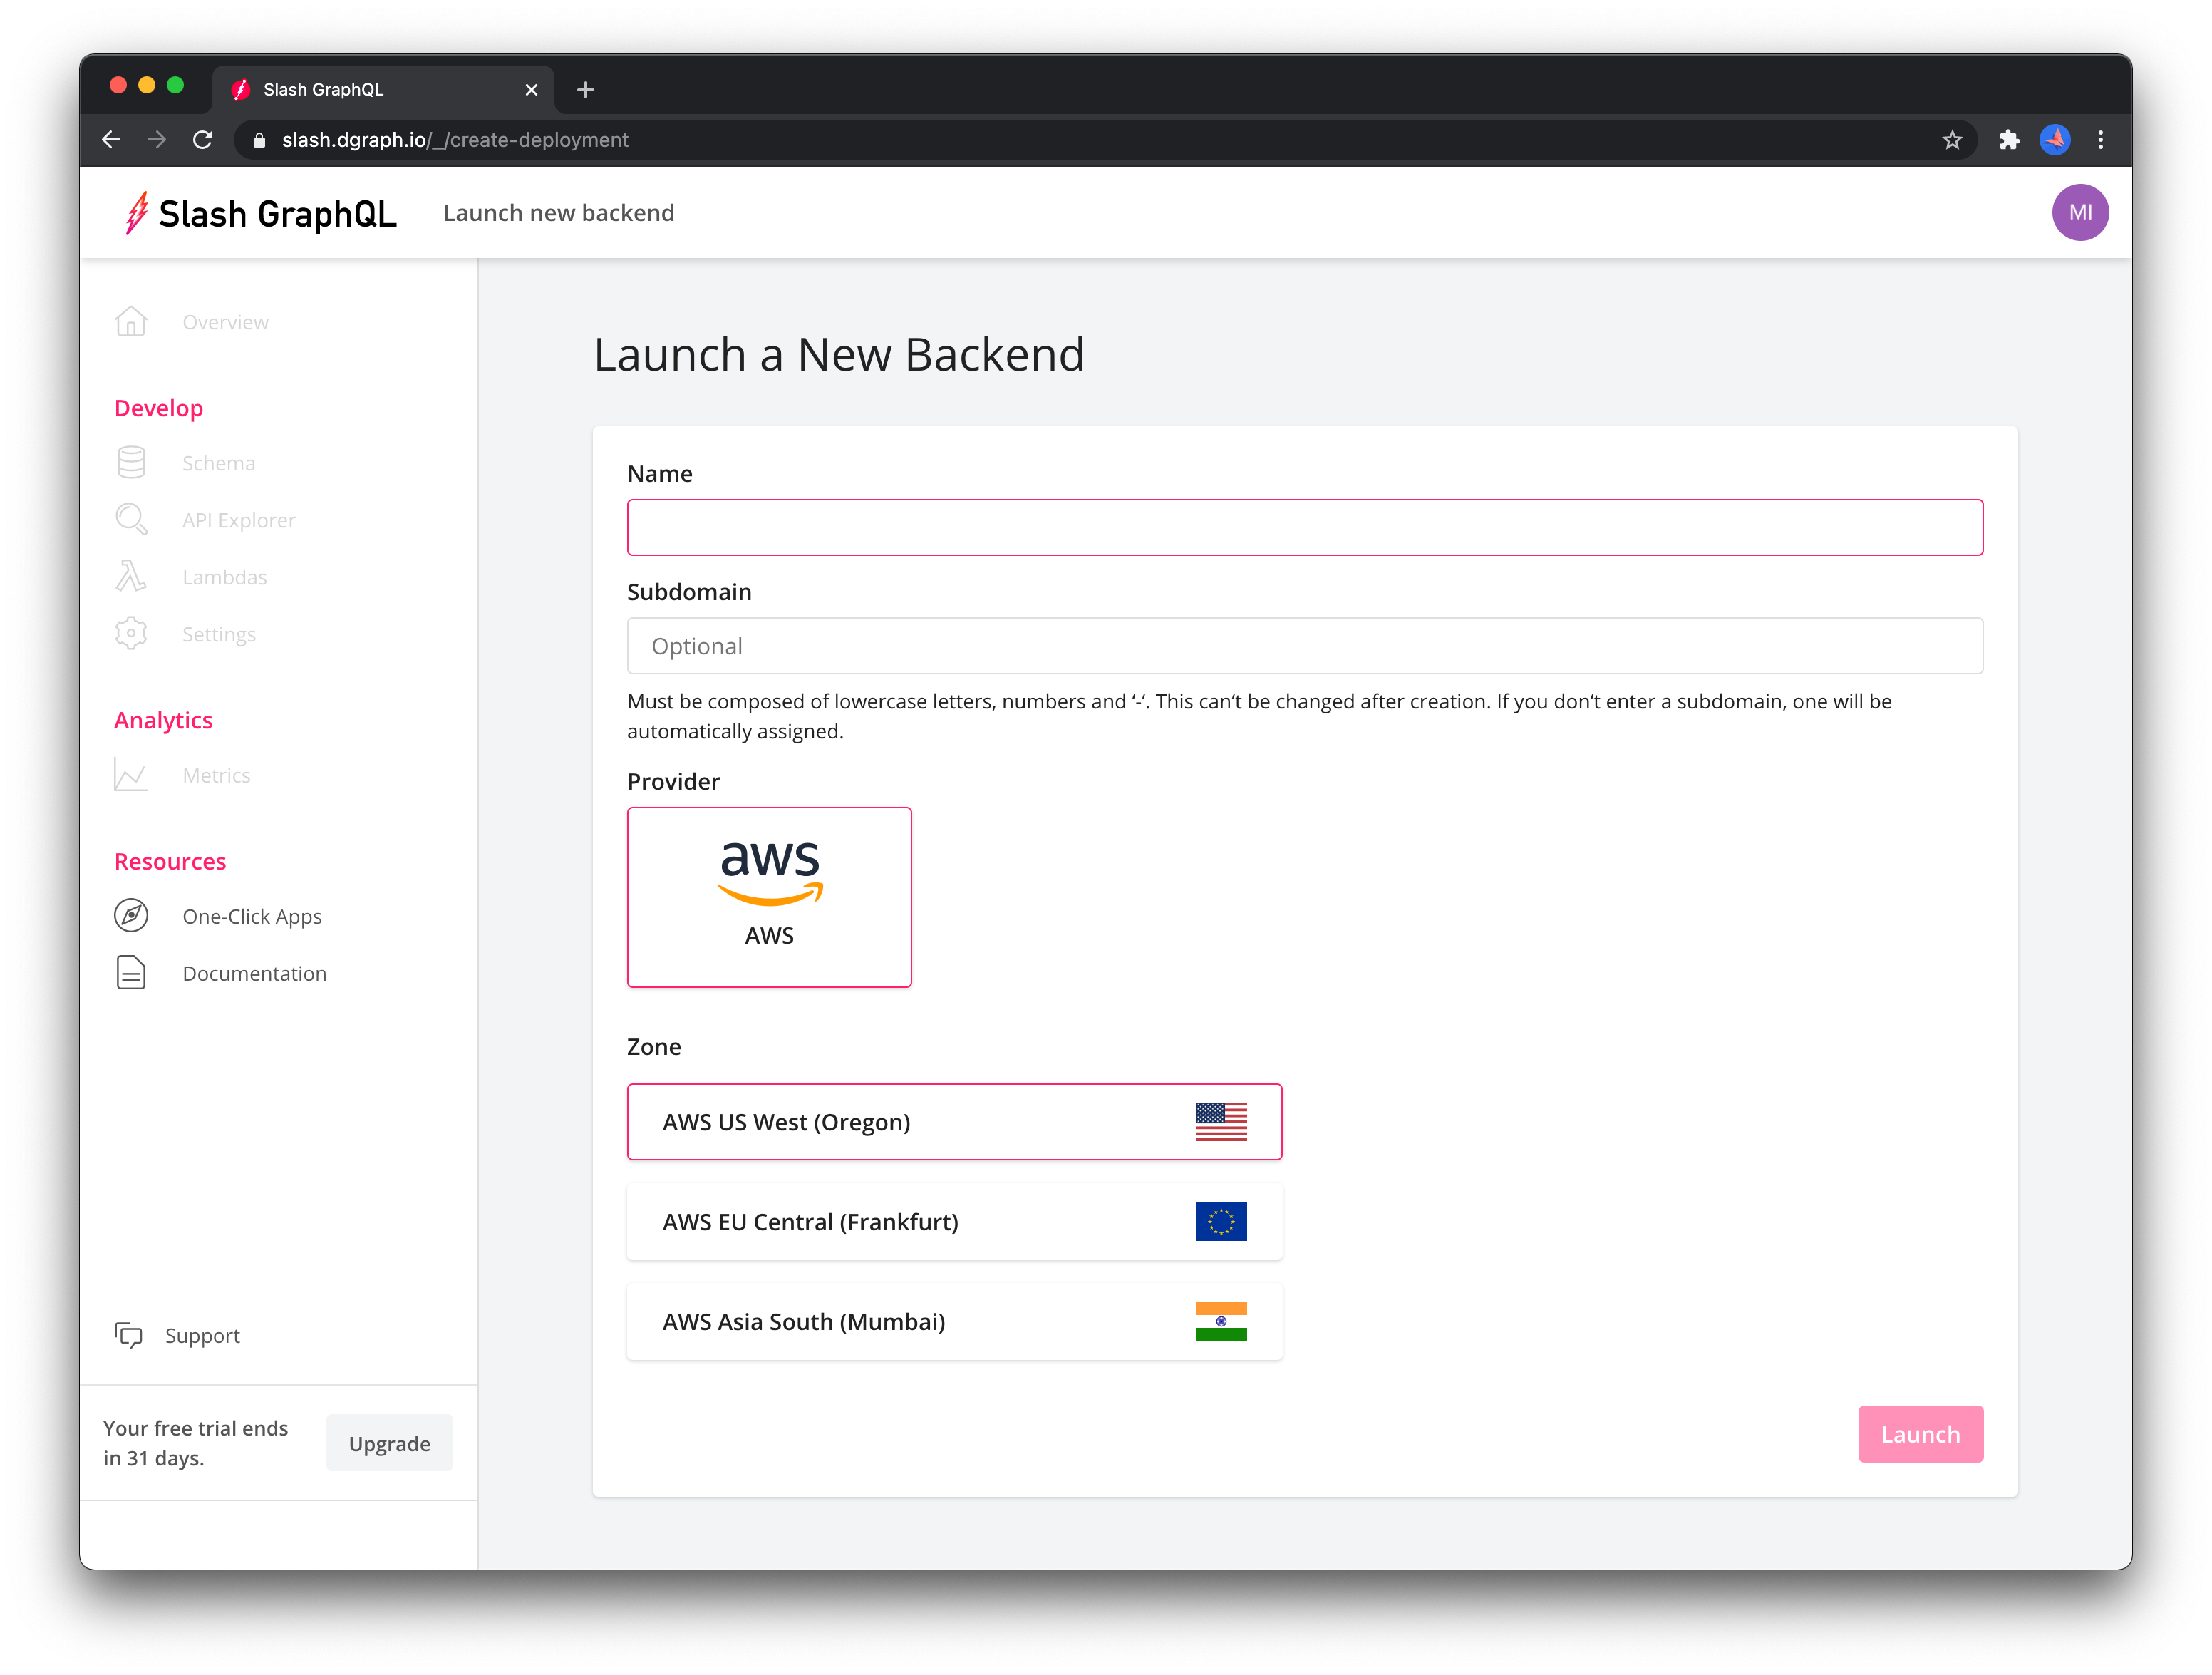 Slash GraphQL
slash.dgraph.io/_/create-deployment
Slash GraphQL
Launch new backend
MI
Overview
Develop
Schema
API Explorer
Lambdas
Settings
Analytics
Metrics
Resources
One-Click Apps
Documentation
Support
Your free trial ends
in 31 days.
Upgrade
Launch a New Backend
Name
Subdomain
Optional
Must be composed of lowercase letters, numbers and ‘-‘. This can‘t be changed after creation. If you don‘t enter a subdomain, one will be
automatically assigned.
Provider
aws
AWS
Zone
AWS US West (Oregon)
AWS EU Central (Frankfurt)
AWS Asia South (Mumbai)
Launch